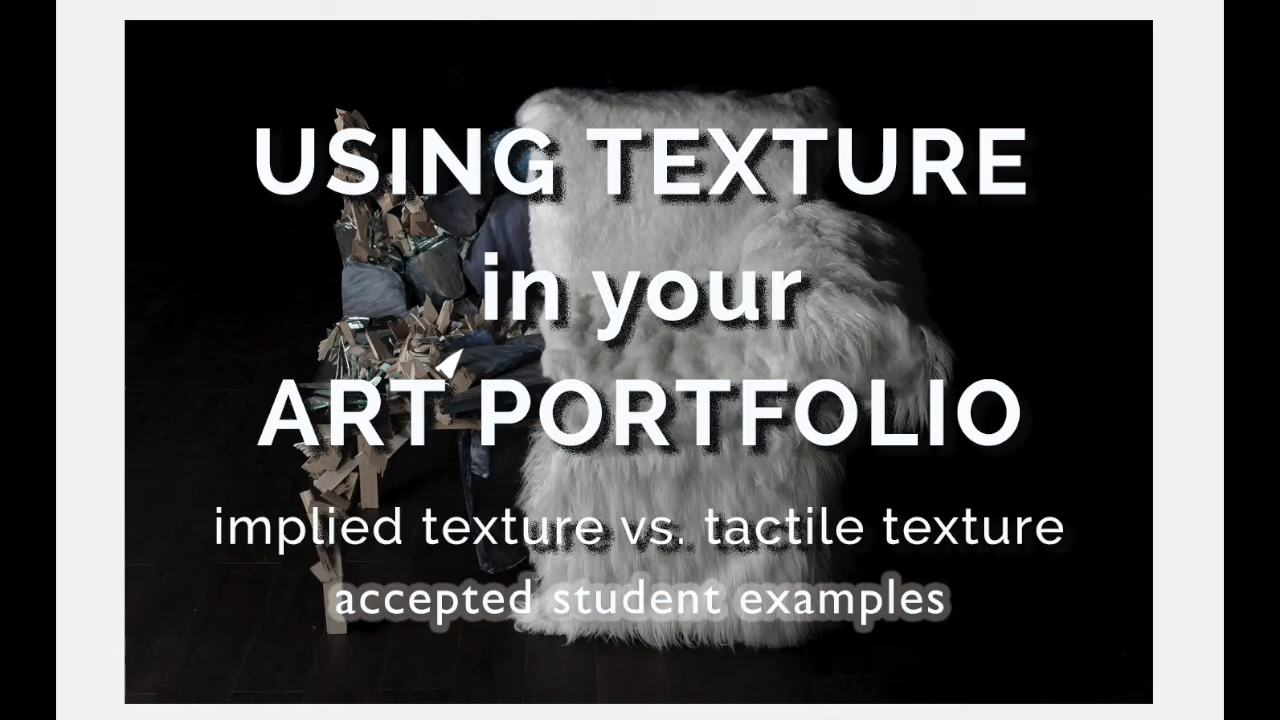 USING TEXTURE
in your
ART PORTFOLIO
implied texture vs. tactile texture
accepted student examples